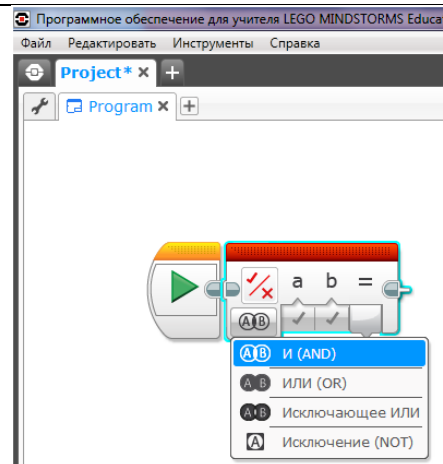 Программное обеспечение для учителя LEGO MINDSTORMS Educa
Файл Редактировать Инструменты Справка
Project* ×
Program ×
a b =
A B
A B И (AND)
A B ИЛИ (OR)
A B Исключающее ИЛИ
A Исключение (NOT)